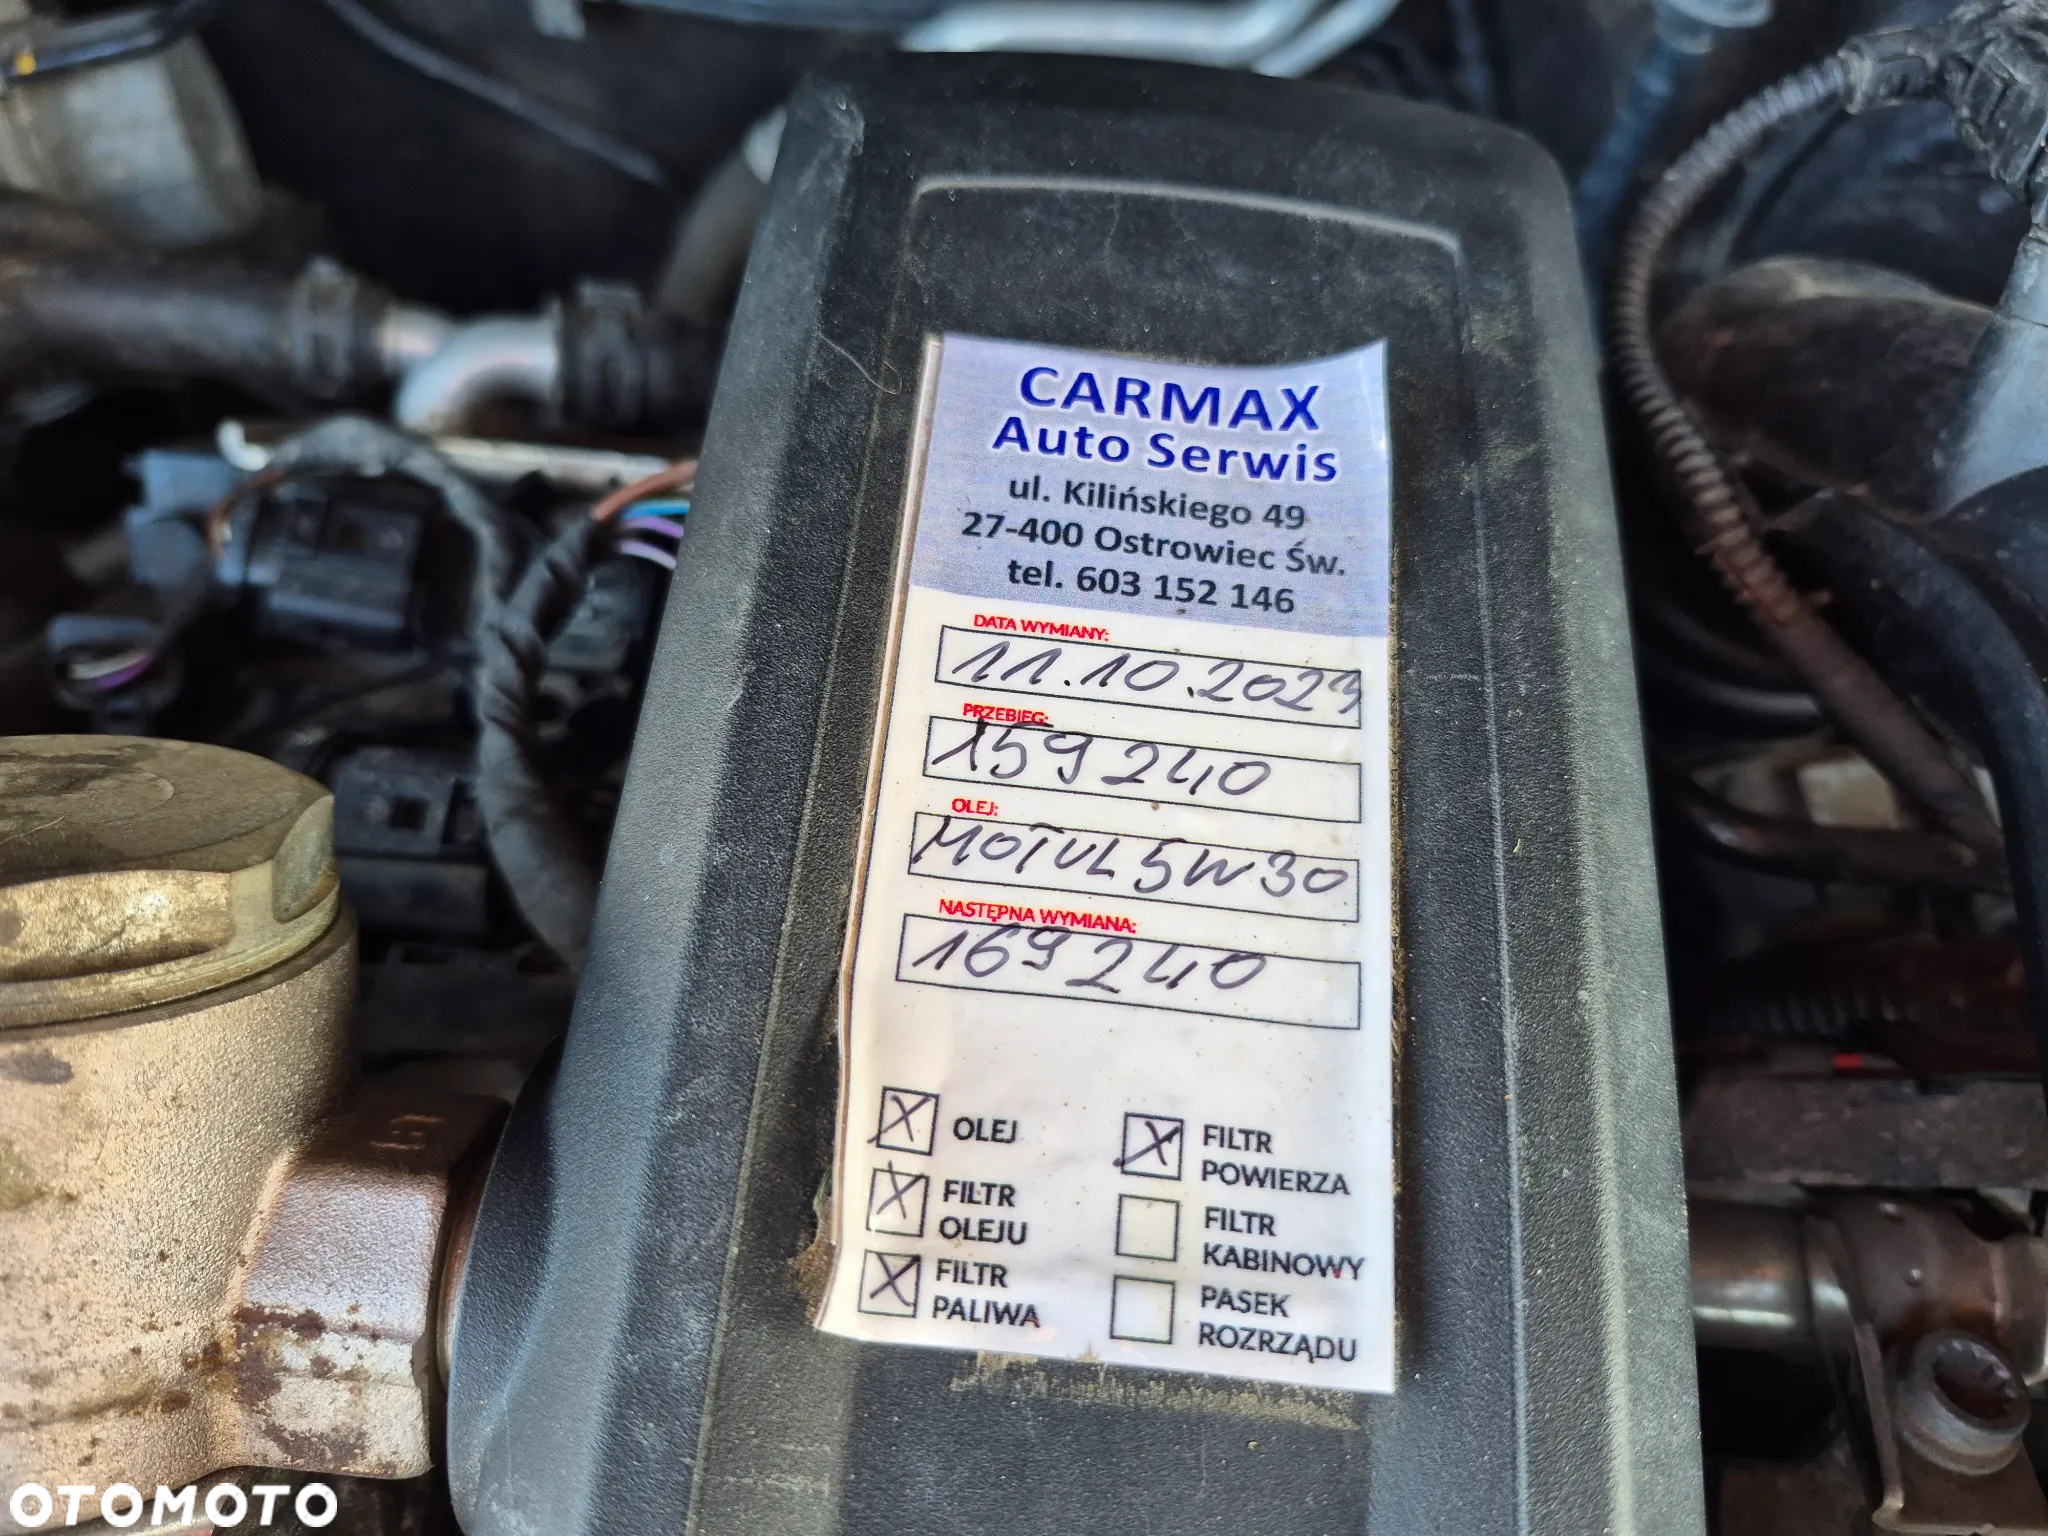 CARMAX
Auto Serwis
ul. Kilińskiego 49
27-400 Ostrowiec Św.
tel. 603 152 146
DATA WYMIANY:
11.10.2023
PRZEBIEG:
159240
OLEJ:
MOTUL 5W30
NASTĘPNA WYMIANA:
169240
X OLEJ
X FILTR
OLEJU
X FILTR
PALIWA
X FILTR
POWIERZA
FILTR
KABINOWY
PASEK
ROZRZĄDU
OTOMOTO